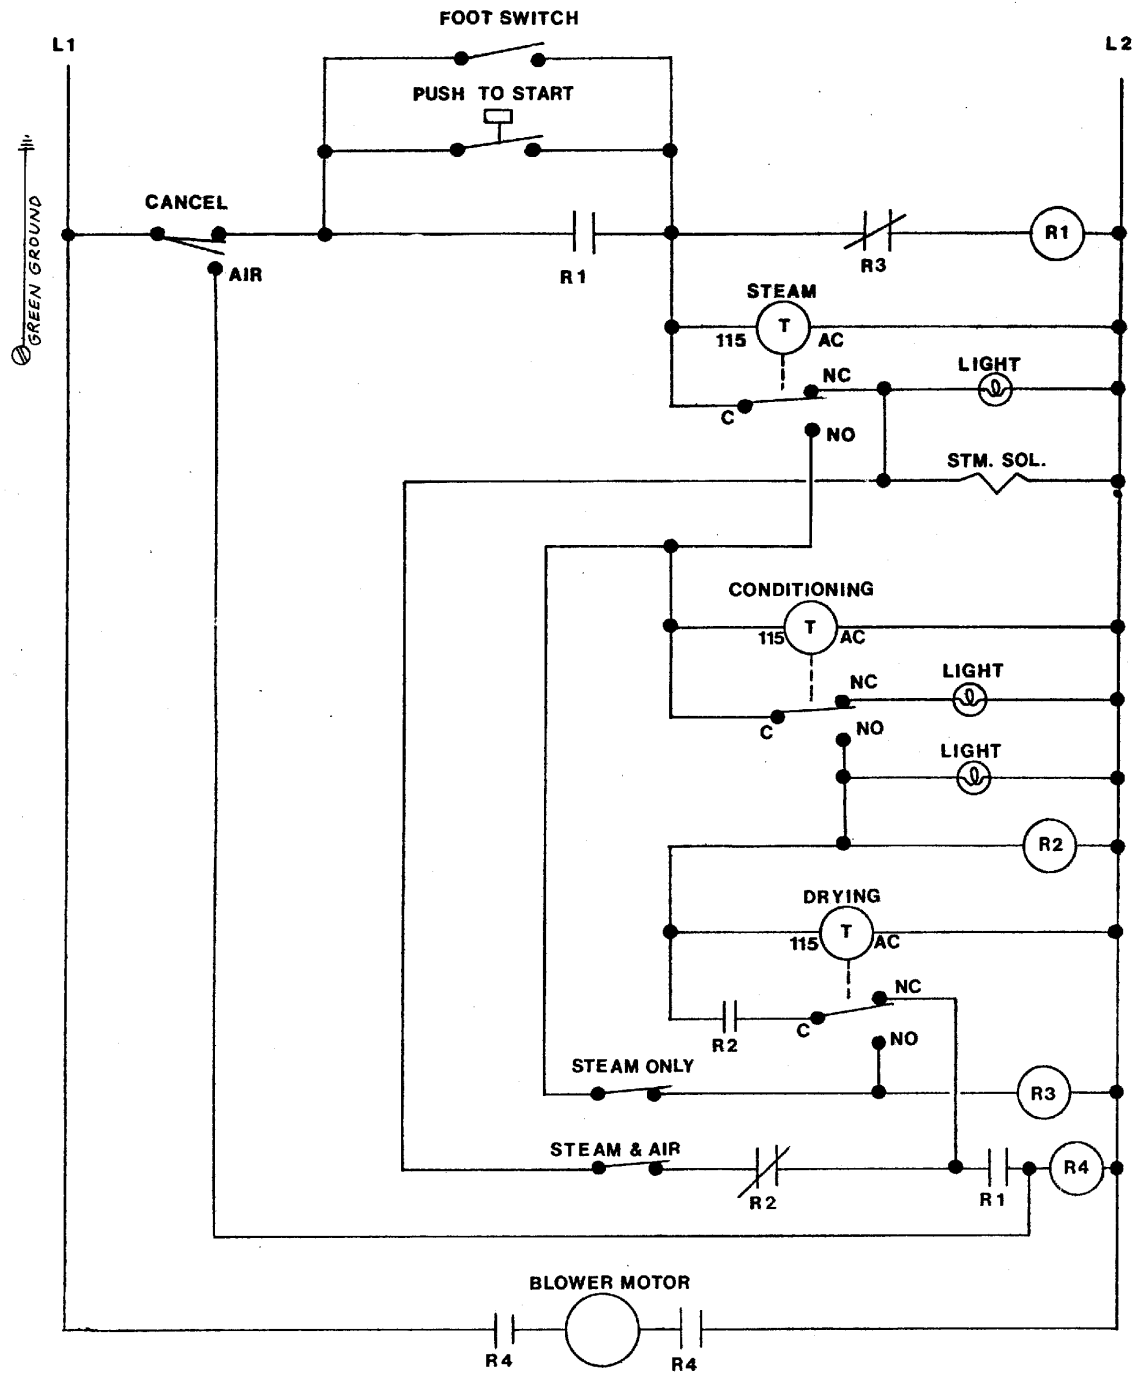 FOOT SWITCH
L1
L2
PUSH TO START
CANCEL
AIR
GREEN GROUND
R1
R3
R1
STEAM
T
115
AC
LIGHT
NC
C
NO
STM. SOL.
CONDITIONING
T
115
AC
LIGHT
NC
C
NO
LIGHT
R2
DRYING
T
115
AC
NC
R2
C
NO
STEAM ONLY
R3
STEAM & AIR
R4
R2
R1
BLOWER MOTOR
R4
R4